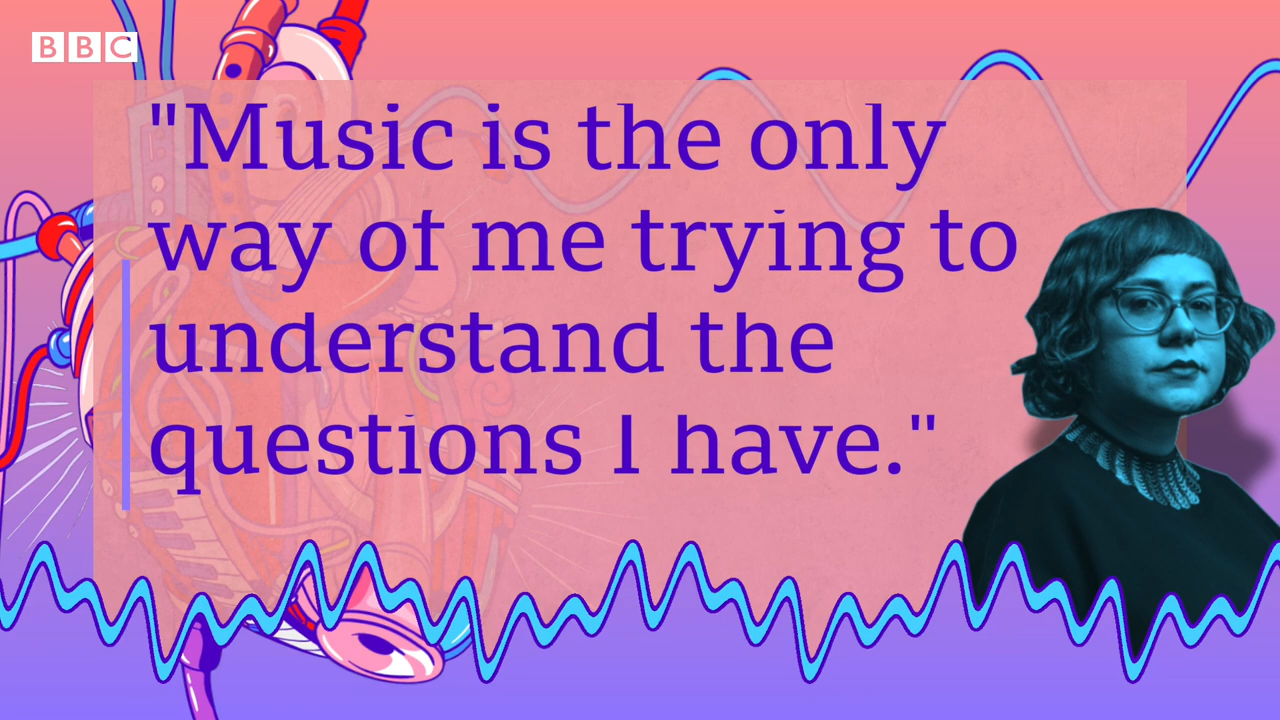 BBC
"Music is the only
way of me trying to
understand the
questions I have."